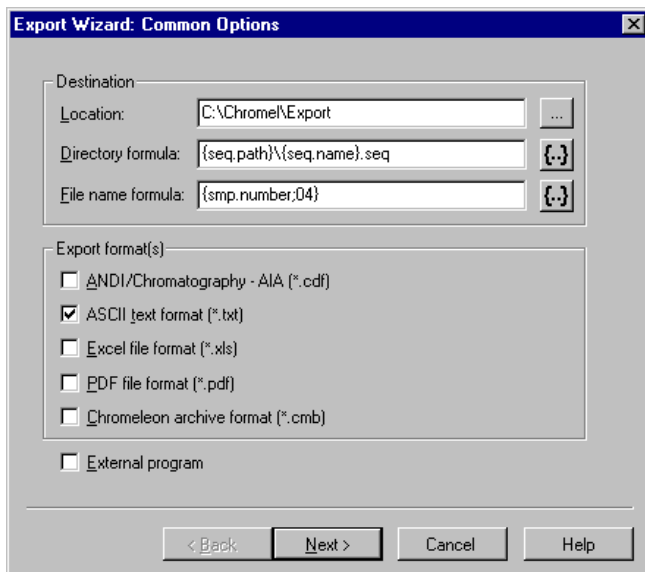 Export Wizard: Common Options
Destination
Location: C:\Chromel\Export ...
Directory formula: {seq.path}\{seq.name}.seq {..}
File name formula: {smp.number;04} {..}
Export format(s)
ANDI/Chromatography - AIA (*.cdf)
ASCII text format (*.txt)
Excel file format (*.xls)
PDF file format (*.pdf)
Chromeleon archive format (*.cmb)
External program
< Back Next > Cancel Help